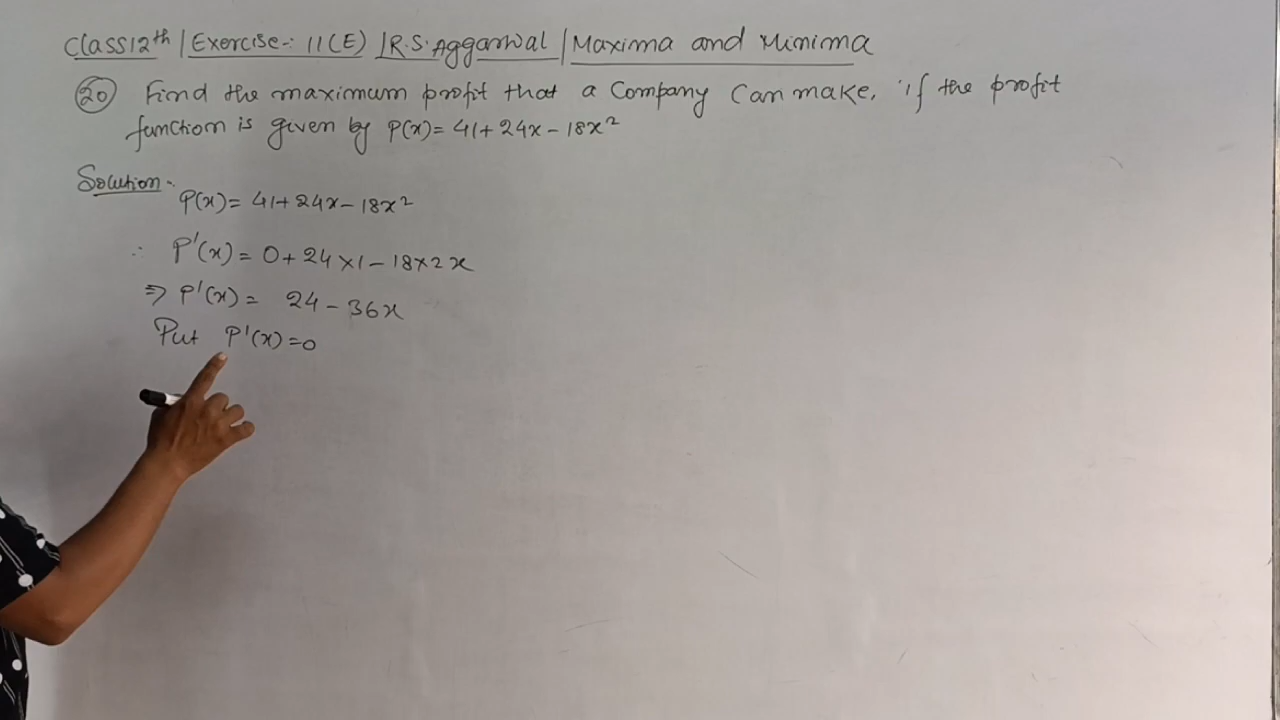 Class 12th | Exercise-: 11(E) | R.S. Aggarwal | Maxima and Minima
20 Find the maximum profit that a Company Can make, if the profit
function is given by P(x)= 41+24x-18x²
Solution-
P(x)= 41+24x-18x²
∴ P'(x)= 0+24×1-18×2x
⇒ P'(x)= 24-36x
Put P'(x)=0